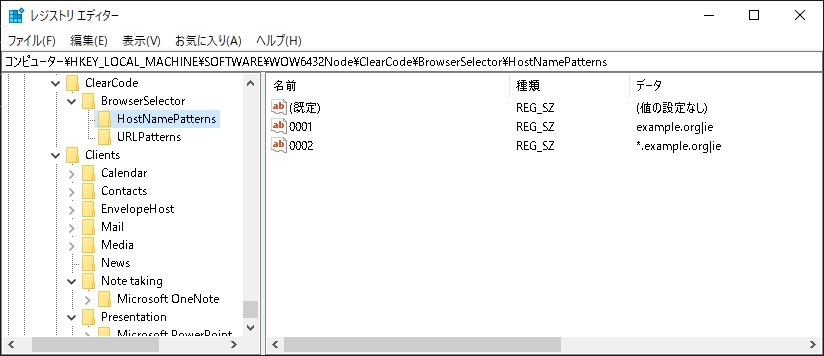 レジストリ エディター
ファイル(F) 編集(E) 表示(V) お気に入り(A) ヘルプ(H)
コンピューター¥HKEY_LOCAL_MACHINE¥SOFTWARE¥WOW6432Node¥ClearCode¥BrowserSelector¥HostNamePatterns
ClearCode
BrowserSelector
HostNamePatterns
URLPatterns
Clients
Calendar
Contacts
EnvelopeHost
Mail
Media
News
Note taking
Microsoft OneNote
Presentation
Microsoft PowerPoint
名前 種類 データ
ab (既定) REG_SZ (値の設定なし)
ab 0001 REG_SZ example.org|ie
ab 0002 REG_SZ *.example.org|ie